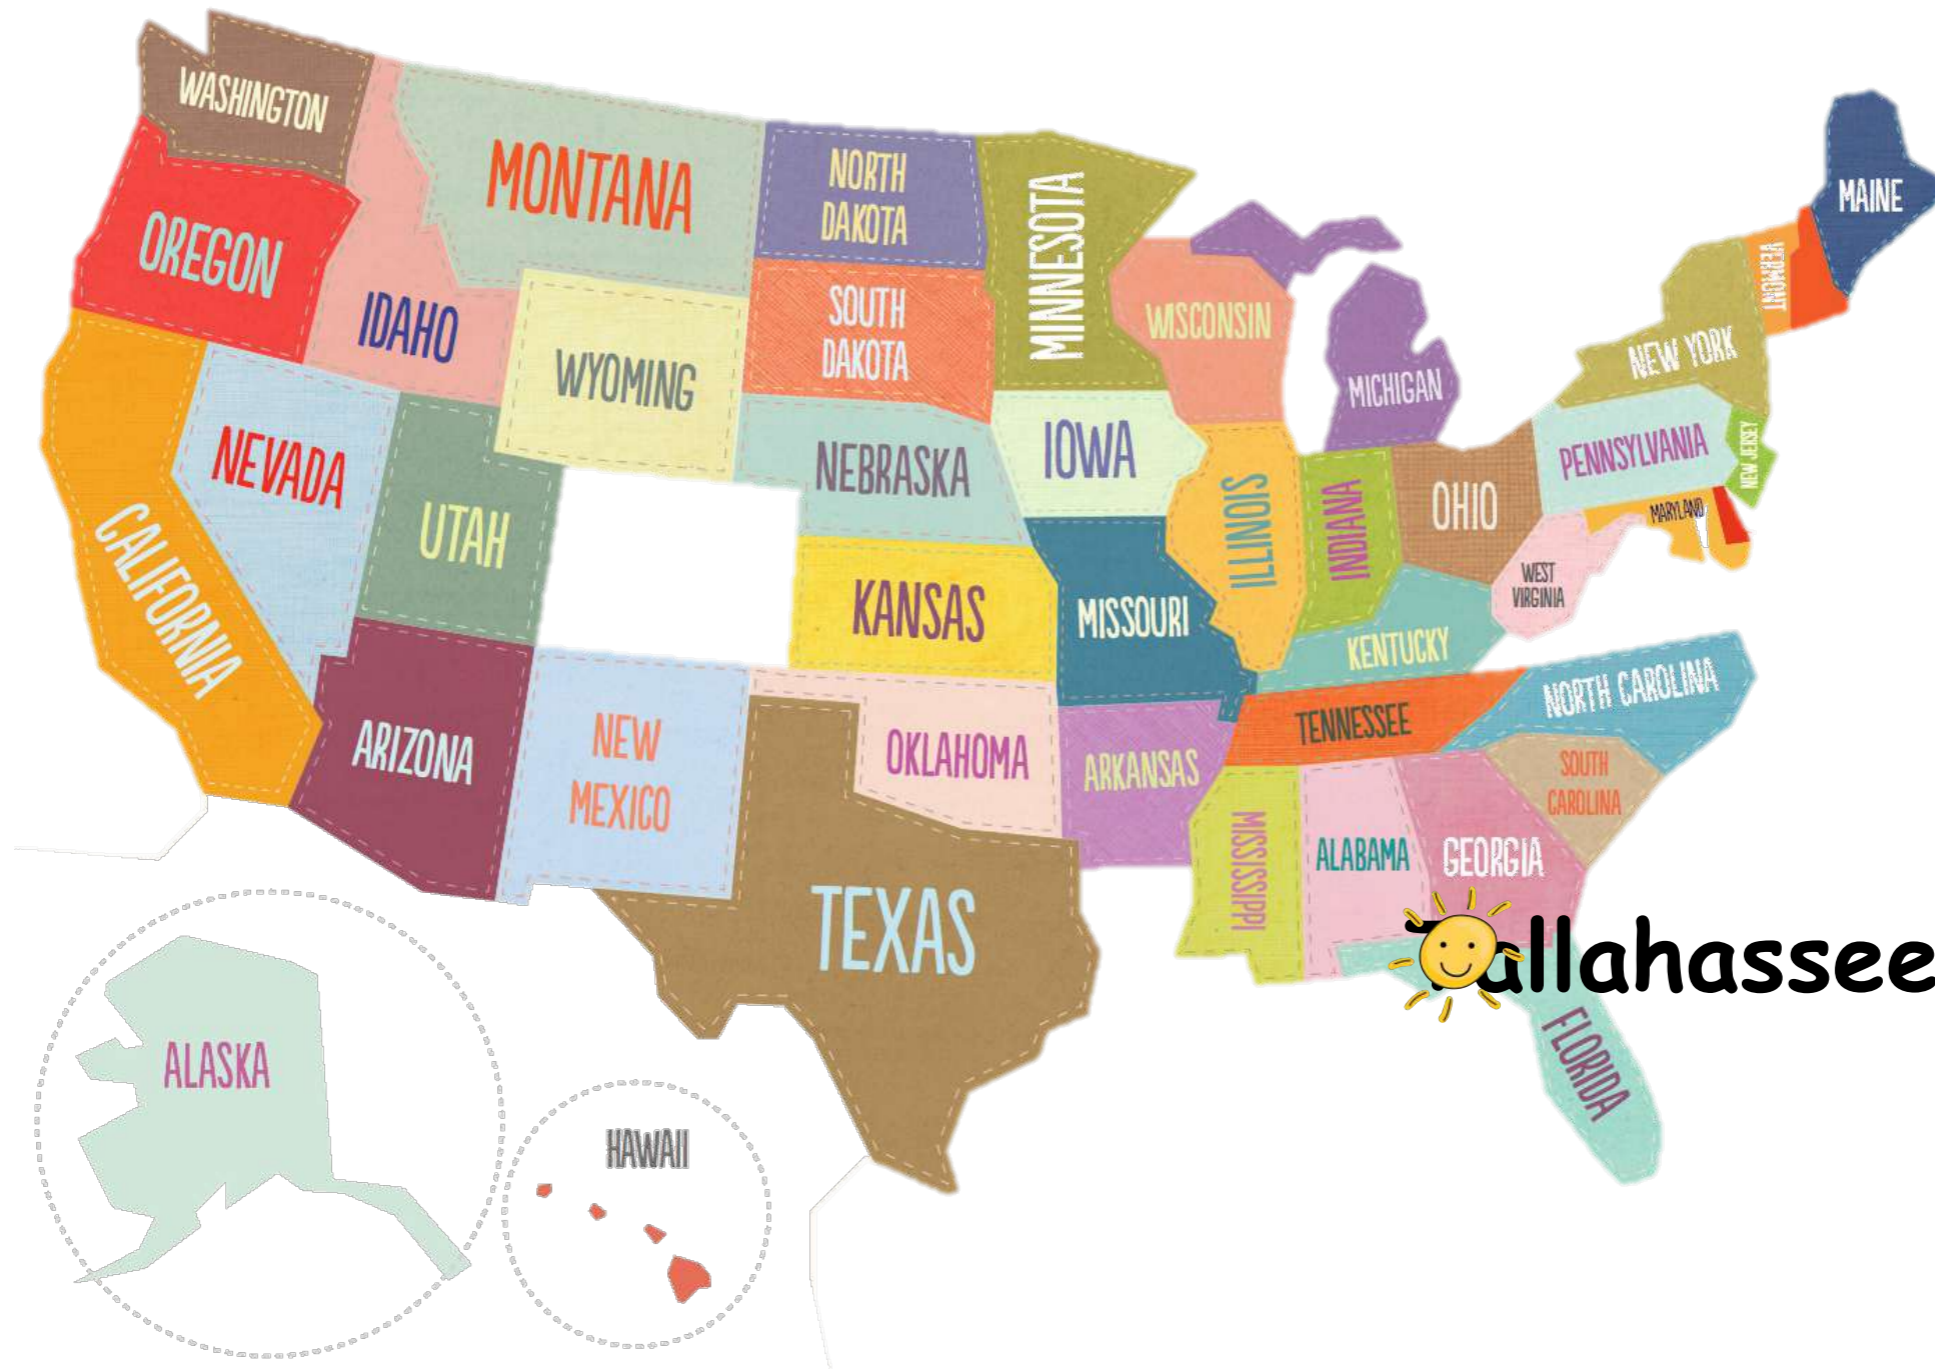 WASHINGTON
MONTANA
NORTH
DAKOTA
MINNESOTA
MAINE
OREGON
IDAHO
WYOMING
SOUTH
DAKOTA
WISCONSIN
MICHIGAN
VERMONT
NEW YORK
NEVADA
UTAH
NEBRASKA
IOWA
ILLINOIS
INDIANA
OHIO
PENNSYLVANIA
NEW JERSEY
MARYLAND
WEST
VIRGINIA
CALIFORNIA
KANSAS
MISSOURI
KENTUCKY
NORTH CAROLINA
ARIZONA
NEW
MEXICO
OKLAHOMA
ARKANSAS
TENNESSEE
SOUTH
CAROLINA
TEXAS
MISSISSIPPI
ALABAMA
GEORGIA
Tallahassee
FLORIDA
ALASKA
HAWAII